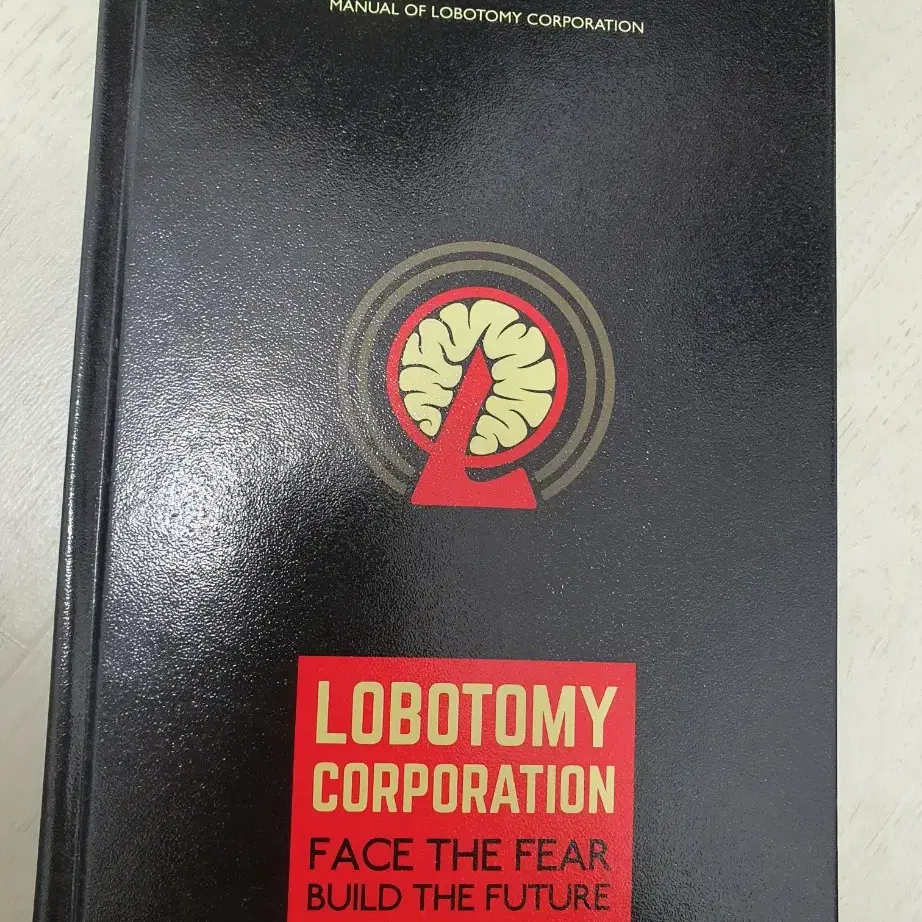 MANUAL OF LOBOTOMY CORPORATION
LOBOTOMY
CORPORATION
FACE THE FEAR
BUILD THE FUTURE